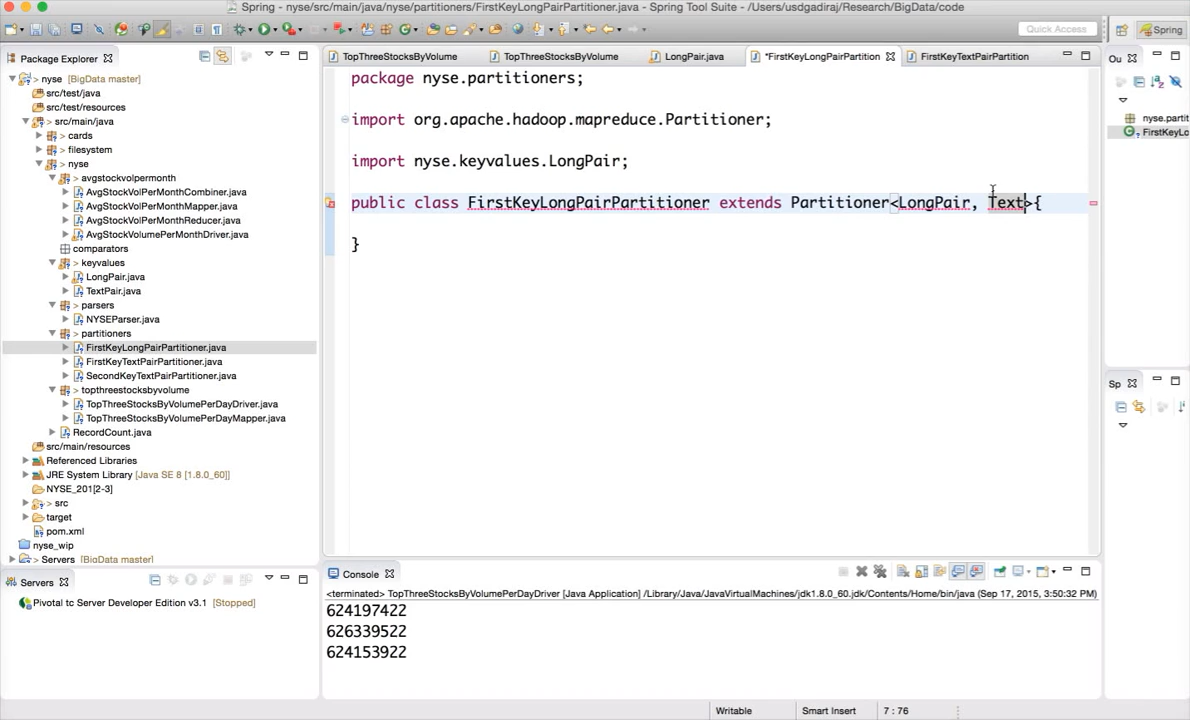 Spring - nyse/src/main/java/nyse/partitioners/FirstKeyLongPairPartitioner.java - Spring Tool Suite - /Users/usdgadiraj/Research/BigData/code
Quick Access
Spring
Package Explorer
TopThreeStocksByVolume
TopThreeStocksByVolume
LongPair.java
*FirstKeyLongPairPartition
FirstKeyTextPairPartition
Ou
> nyse [BigData master]
src/test/java
src/test/resources
> src/main/java
> cards
> filesystem
> nyse
> avgstockvolpermonth
> AvgStockVolPerMonthCombiner.java
> AvgStockVolPerMonthMapper.java
> AvgStockVolPerMonthReducer.java
> AvgStockVolumePerMonthDriver.java
comparators
> keyvalues
> LongPair.java
TextPair.java
> parsers
> NYSEParser.java
> partitioners
FirstKeyLongPairPartitioner.java
FirstKeyTextPairPartitioner.java
SecondKeyTextPairPartitioner.java
> topthreestocksbyvolume
TopThreeStocksByVolumePerDayDriver.java
TopThreeStocksByVolumePerDayMapper.java
> RecordCount.java
src/main/resources
Referenced Libraries
JRE System Library [Java SE 8 [1.8.0_60]]
NYSE_201[2-3]
> src
target
pom.xml
nyse_wip
> Servers [BigData master]
package nyse.partitioners;
import org.apache.hadoop.mapreduce.Partitioner;
import nyse.keyvalues.LongPair;
public class FirstKeyLongPairPartitioner extends Partitioner<LongPair, Text>{
}
nyse.partit
FirstKeyLo
Sp
Servers
Pivotal tc Server Developer Edition v3.1 [Stopped]
Console
<terminated> TopThreeStocksByVolumePerDayDriver [Java Application] /Library/Java/JavaVirtualMachines/jdk1.8.0_60.jdk/Contents/Home/bin/java (Sep 17, 2015, 3:50:32 PM)
624197422
626339522
624153922
Writable
Smart Insert
7 : 76